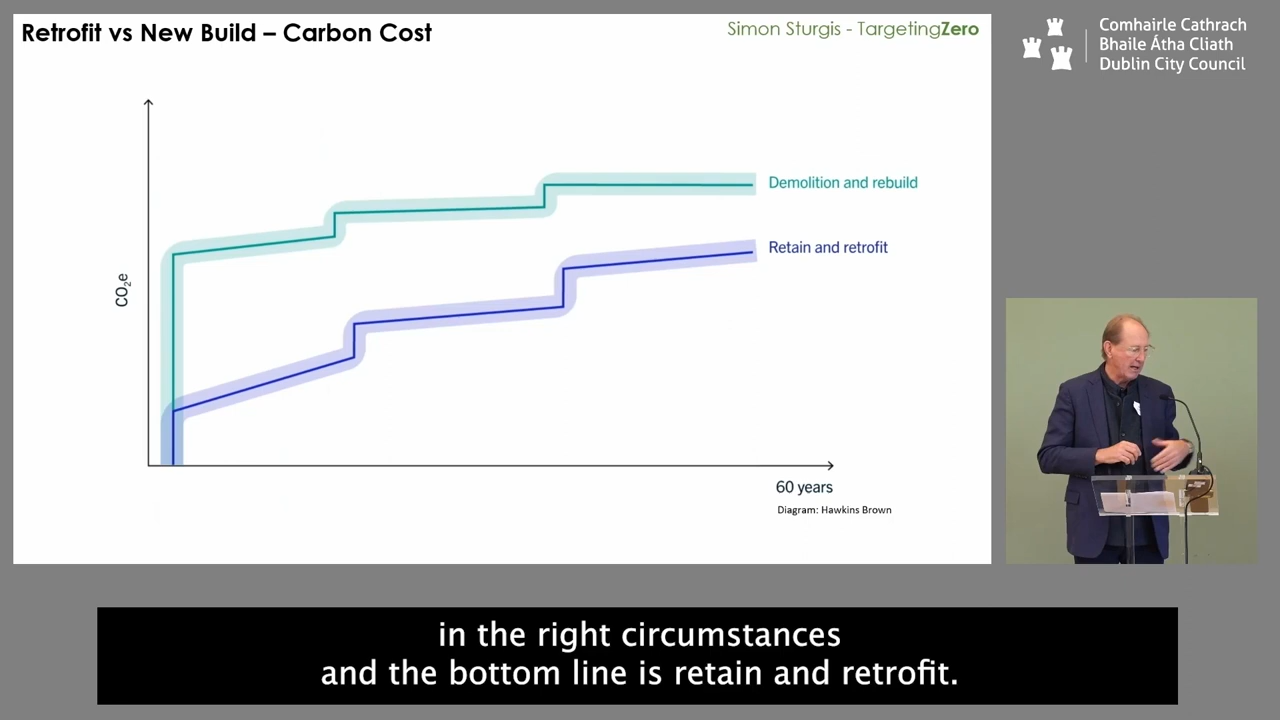 Retrofit vs New Build – Carbon Cost
Simon Sturgis - TargetingZero
Comhairle Cathrach
Bhaile Átha Cliath
Dublin City Council
Demolition and rebuild
Retain and retrofit
CO₂e
60 years
Diagram: Hawkins Brown
in the right circumstances
and the bottom line is retain and retrofit.